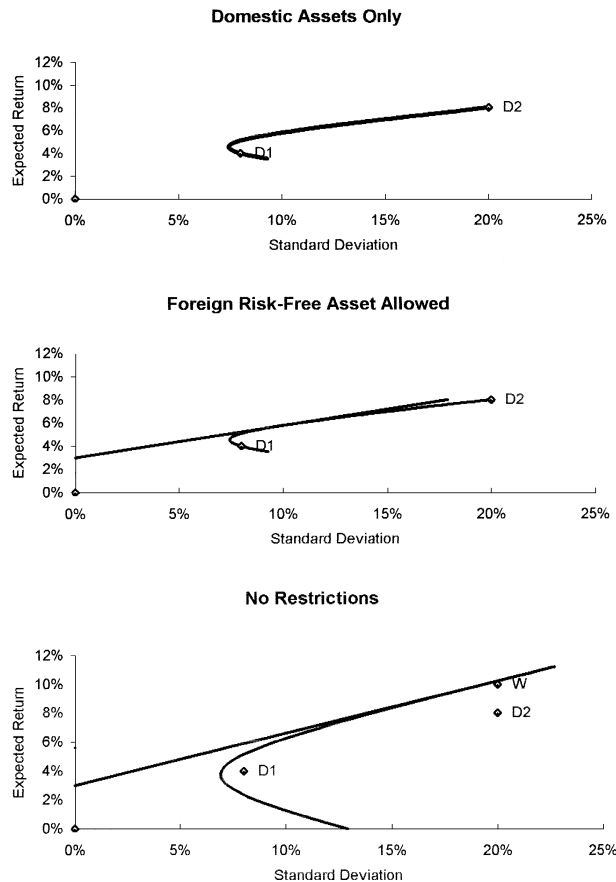 Domestic Assets Only
Expected Return
12%
10%
8%
6%
4%
2%
0%
D2
D1
0% 5% 10% 15% 20% 25%
Standard Deviation
Foreign Risk-Free Asset Allowed
Expected Return
12%
10%
8%
6%
4%
2%
0%
D2
D1
0% 5% 10% 15% 20% 25%
Standard Deviation
No Restrictions
Expected Return
12%
10%
8%
6%
4%
2%
0%
W
D2
D1
0% 5% 10% 15% 20% 25%
Standard Deviation